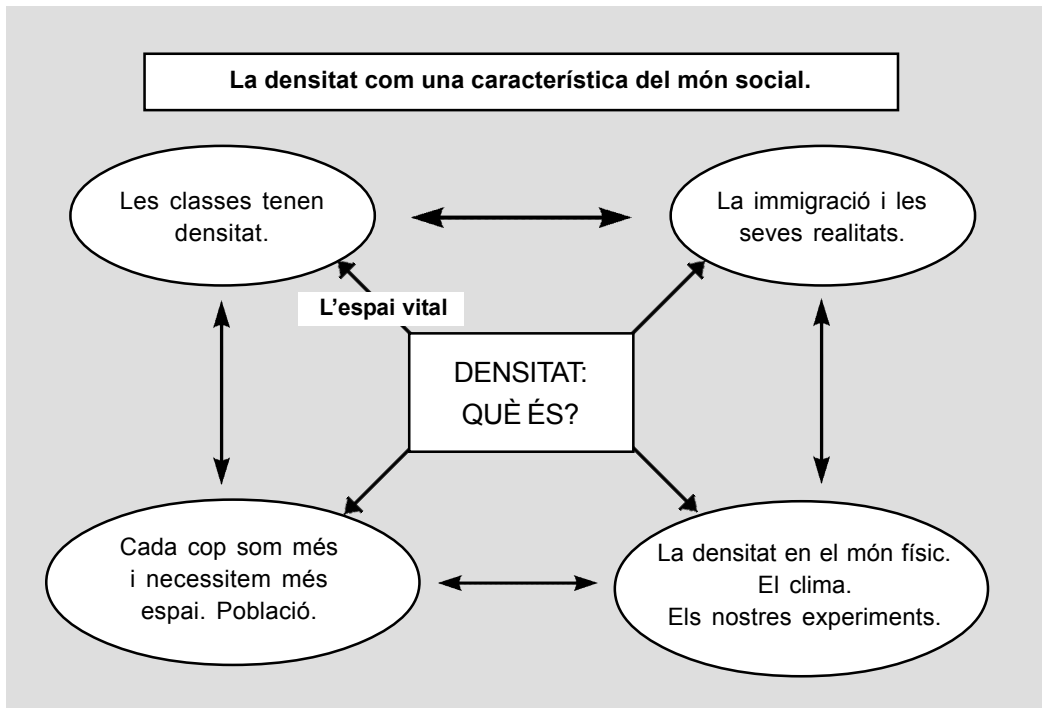 La densitat com una característica del món social.
Les classes tenen
densitat.
La immigració i les
seves realitats.
L'espai vital
DENSITAT:
QUÈ ÉS?
Cada cop som més
i necessitem més
espai. Població.
La densitat en el món físic.
El clima.
Els nostres experiments.